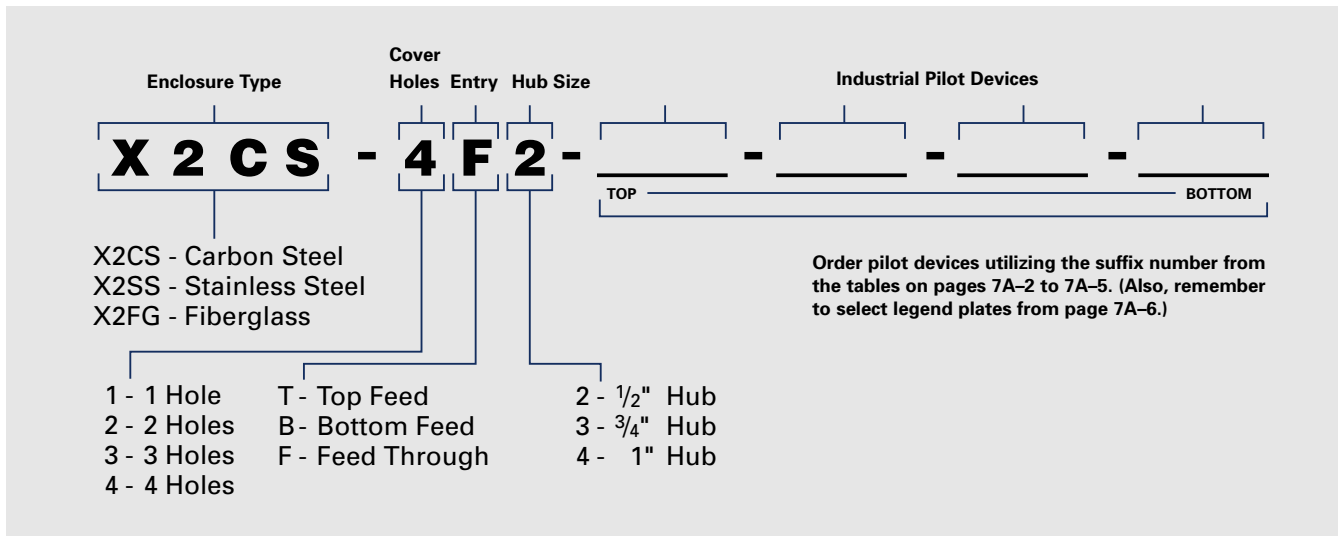 Enclosure Type
Cover
Holes Entry Hub Size
Industrial Pilot Devices
X 2 C S - 4 F 2 - ______ - ______ - ______ - ______
TOP BOTTOM
X2CS - Carbon Steel
X2SS - Stainless Steel
X2FG - Fiberglass
Order pilot devices utilizing the suffix number from
the tables on pages 7A–2 to 7A–5. (Also, remember
to select legend plates from page 7A–6.)
1 - 1 Hole
2 - 2 Holes
3 - 3 Holes
4 - 4 Holes
T - Top Feed
B - Bottom Feed
F - Feed Through
2 - 1/2" Hub
3 - 3/4" Hub
4 - 1" Hub